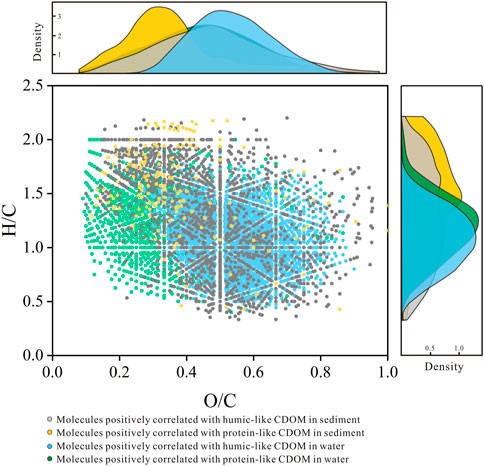 Density
3
2
1
2.5
2.0
1.5
1.0
0.5
0.0
H/C
0.0 0.2 0.4 0.6 0.8 1.0
O/C
0.5 1.0
Density
Molecules positively correlated with humic-like CDOM in sediment
Molecules positively correlated with protein-like CDOM in sediment
Molecules positively correlated with humic-like CDOM in water
Molecules positively correlated with protein-like CDOM in water